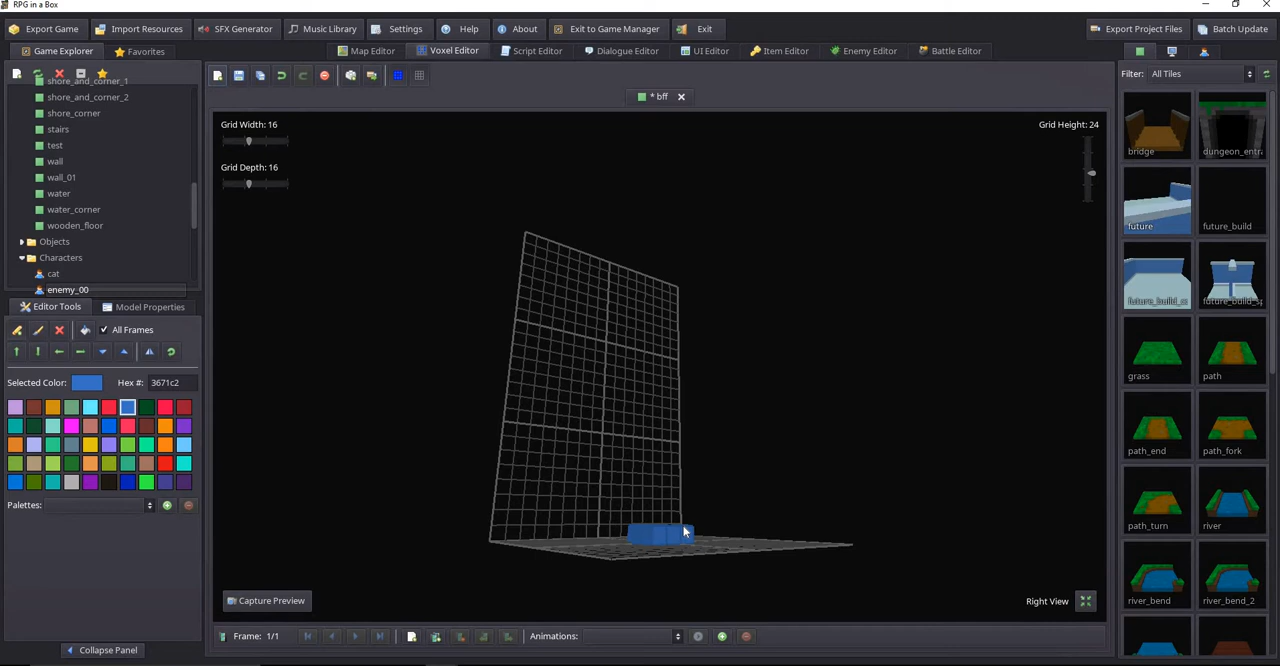 RPG in a Box
Export Game
Import Resources
SFX Generator
Music Library
Settings
Help
About
Exit to Game Manager
Exit
Export Project Files
Batch Update
Game Explorer
Favorites
Map Editor
Voxel Editor
Script Editor
Dialogue Editor
UI Editor
Item Editor
Enemy Editor
Battle Editor
shore_and_corner_1
shore_and_corner_2
shore_corner
stairs
test
wall
wall_01
water
water_corner
wooden_floor
Objects
Characters
cat
enemy_00
Editor Tools
Model Properties
All Frames
Selected Color:
Hex #: 3671c2
Palettes:
Collapse Panel
* bff
Grid Width: 16
Grid Depth: 16
Grid Height: 24
Capture Preview
Right View
Frame: 1/1
Animations:
Filter: All Tiles
bridge
dungeon_entr
future
future_build
future_build_co
future_build_sp
grass
path
path_end
path_fork
path_turn
river
river_bend
river_bend_2